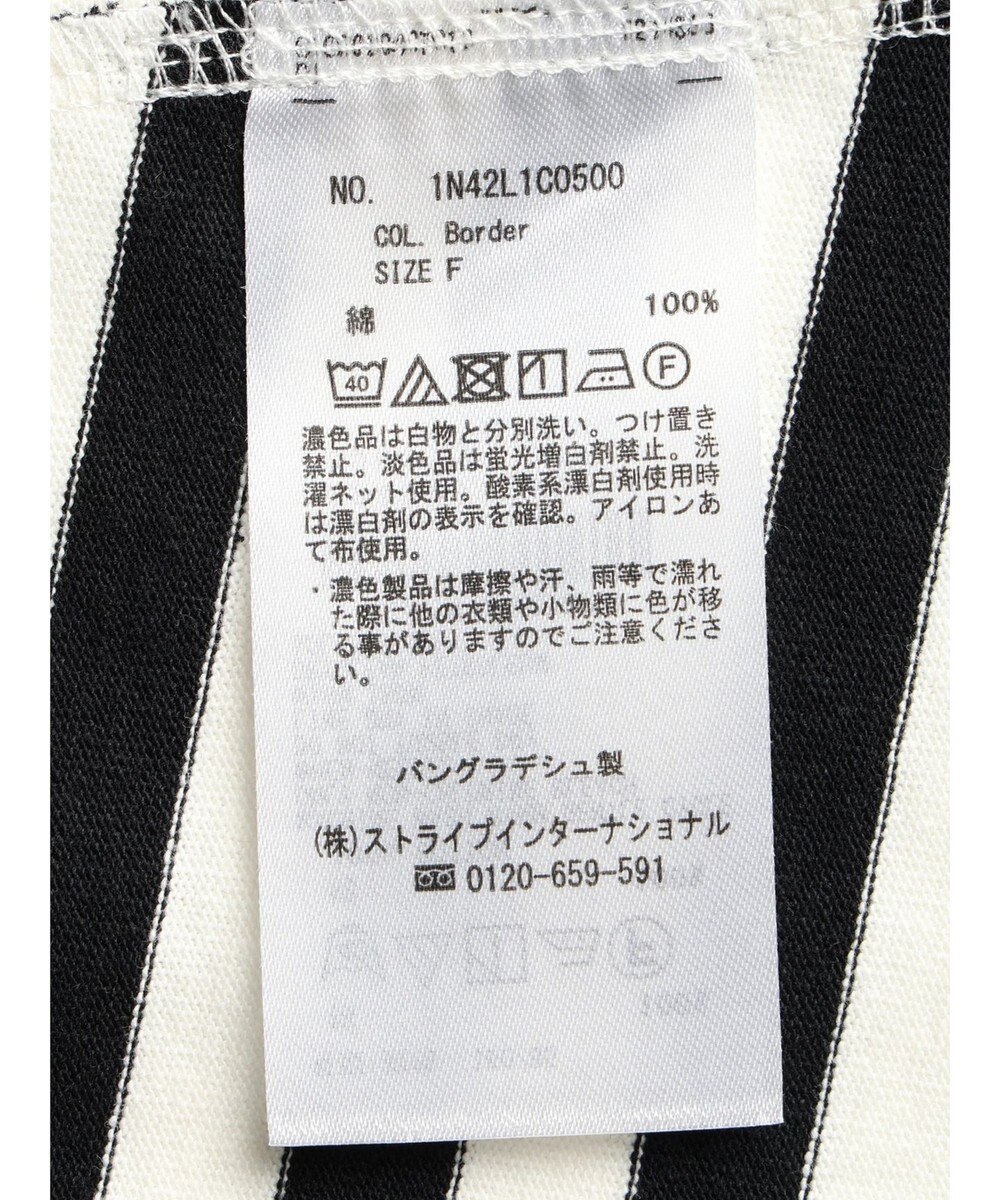 NO. 1N42L1C0500
COL. Border
SIZE F
綿 100%
40 F
濃色品は白物と分別洗い。つけ置き
禁止。淡色品は蛍光増白剤禁止。洗
濯ネット使用。酸素系漂白剤使用時
は漂白剤の表示を確認。アイロンあ
て布使用。
・濃色製品は摩擦や汗、雨等で濡れ
た際に他の衣類や小物類に色が移
る事がありますのでご注意くださ
い。
バングラデシュ製
(株)ストライプインターナショナル
0120-659-591